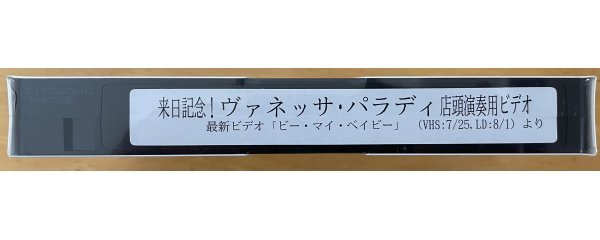 来日記念!ヴァネッサ・パラディ店頭演奏用ビデオ
最新ビデオ「ビー・マイ・ベイビー」 (VHS:7/25,LD:8/1)より